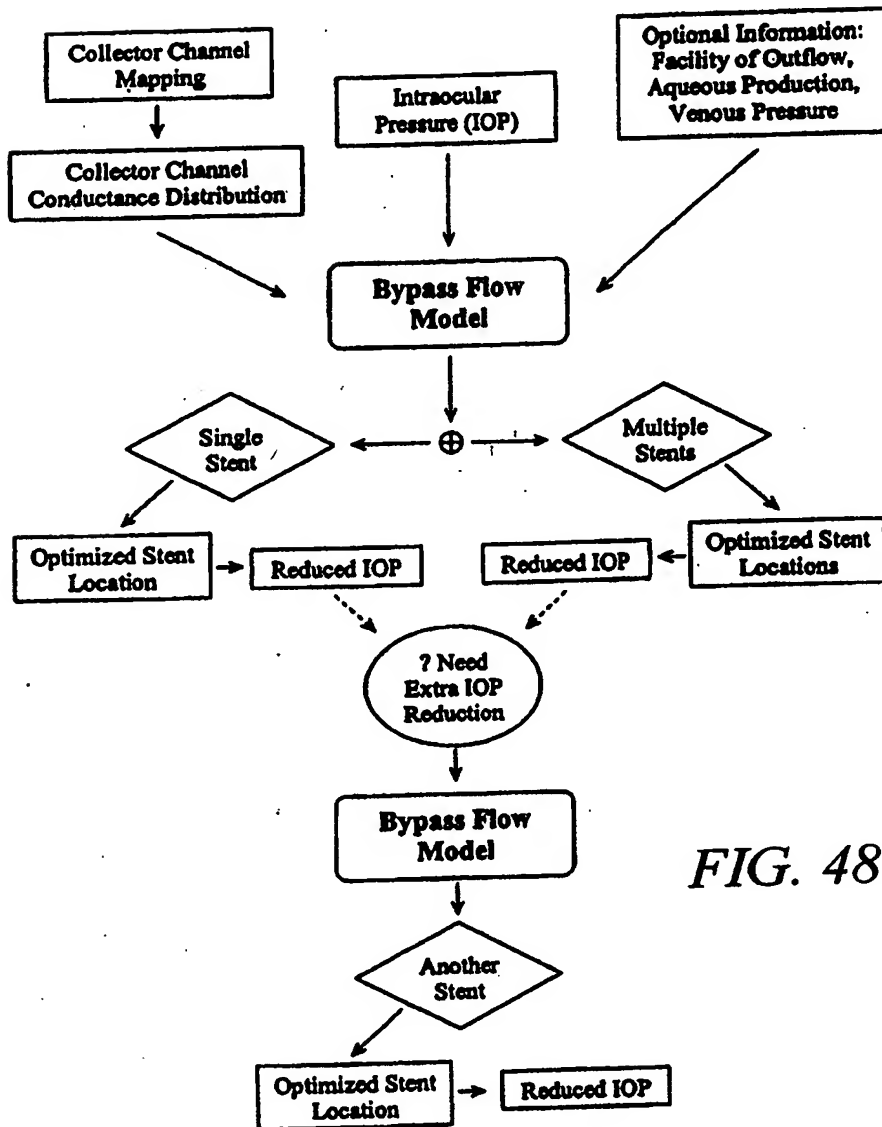 Collector Channel
Mapping
Collector Channel
Conductance Distribution
Intraocular
Pressure (IOP)
Optional Information:
Facility of Outflow,
Aqueous Production,
Venous Pressure
Bypass Flow
Model
Single
Stent
Multiple
Stents
Optimized Stent
Location
Reduced IOP
Reduced IOP
Optimized Stent
Locations
? Need
Extra IOP
Reduction
Bypass Flow
Model
FIG. 48
Another
Stent
Optimized Stent
Location
Reduced IOP